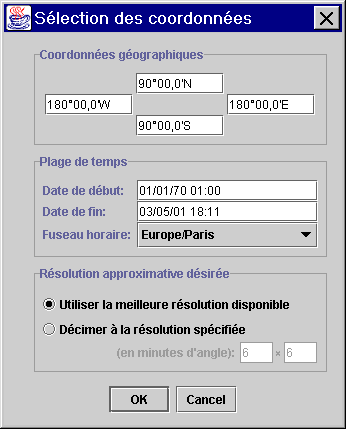 Sélection des coordonnées
Coordonnées géographiques
90°00,0'N
180°00,0'W 180°00,0'E
90°00,0'S
Plage de temps
Date de début: 01/01/70 01:00
Date de fin: 03/05/01 18:11
Fuseau horaire: Europe/Paris
Résolution approximative désirée
Utiliser la meilleure résolution disponible
Décimer à la résolution spécifiée
(en minutes d'angle): 6 × 6
OK Cancel